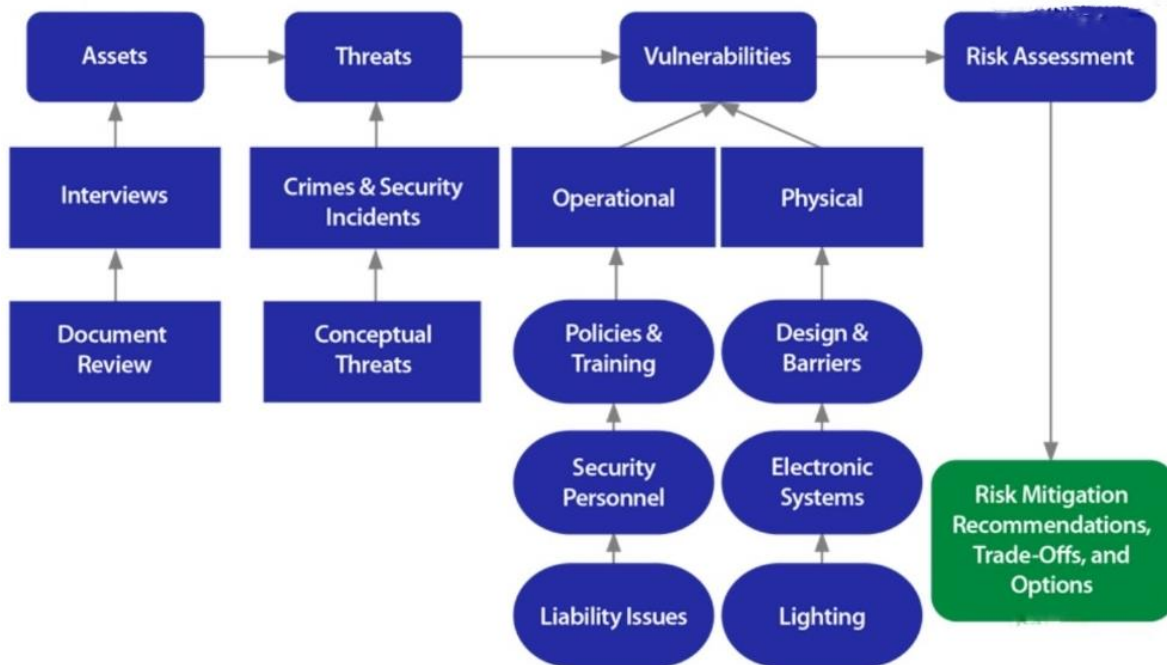 Assets
Threats
Vulnerabilities
Risk Assessment
Interviews
Crimes & Security
Incidents
Operational
Physical
Document
Review
Conceptual
Threats
Policies &
Training
Design &
Barriers
Security
Personnel
Electronic
Systems
Risk Mitigation
Recommendations,
Trade-Offs, and
Options
Liability Issues
Lighting